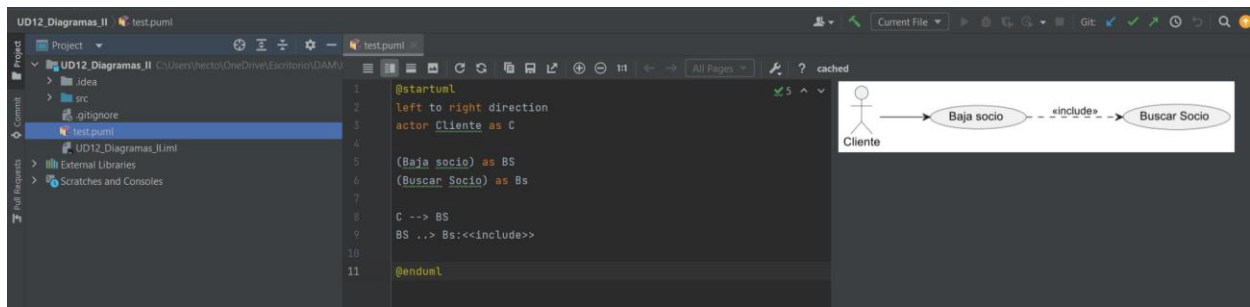 UD12_Diagramas_II test.puml
Current File
Git:
Project
test.puml
UD12_Diagramas_II C:\Users\hecto\OneDrive\Escritorio\DAM\
.idea
src
.gitignore
test.puml
UD12_Diagramas_II.iml
External Libraries
Scratches and Consoles
Project
Commit
Pull Requests
1:1
All Pages
?
cached
5
1 @startuml
2 left to right direction
3 actor Cliente as C
4
5 (Baja socio) as BS
6 (Buscar Socio) as Bs
7
8 C --> BS
9 BS ..> Bs:<<include>>
10
11 @enduml
Cliente
Baja socio
«include»
Buscar Socio